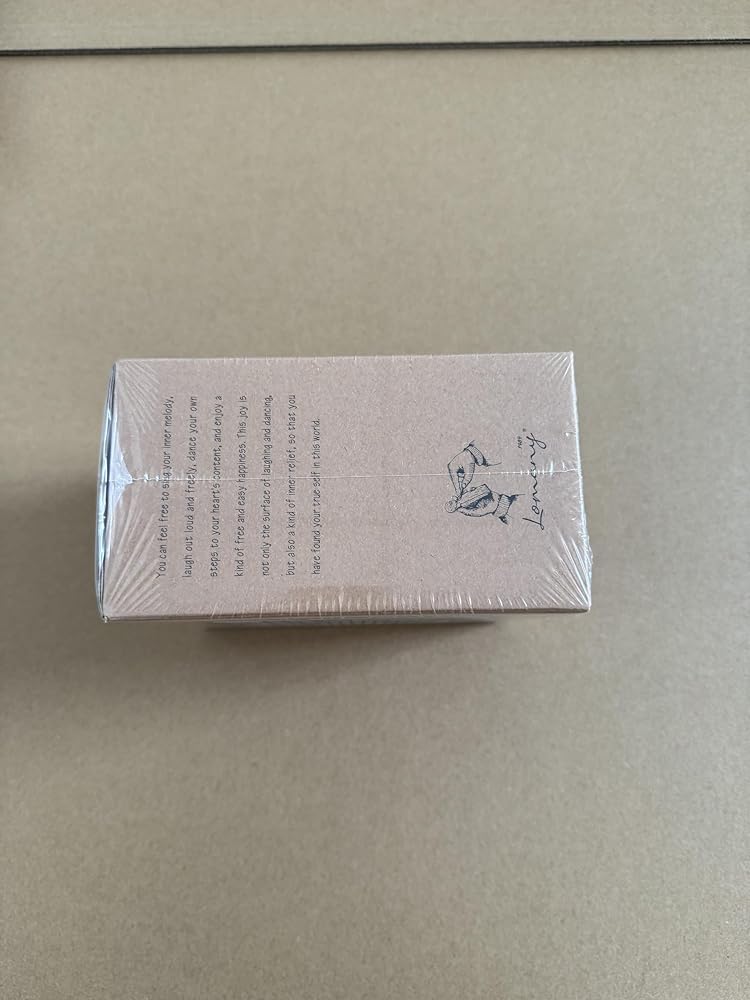 You can feel free to sing your inner melody,
laugh out loud and freely, dance your own
steps to your heart's content, and enjoy a
kind of free and easy happiness. This joy is
not only the surface of laughing and dancing,
but also a kind of inner relief, so that you
have found your true self in this world.
Lommy